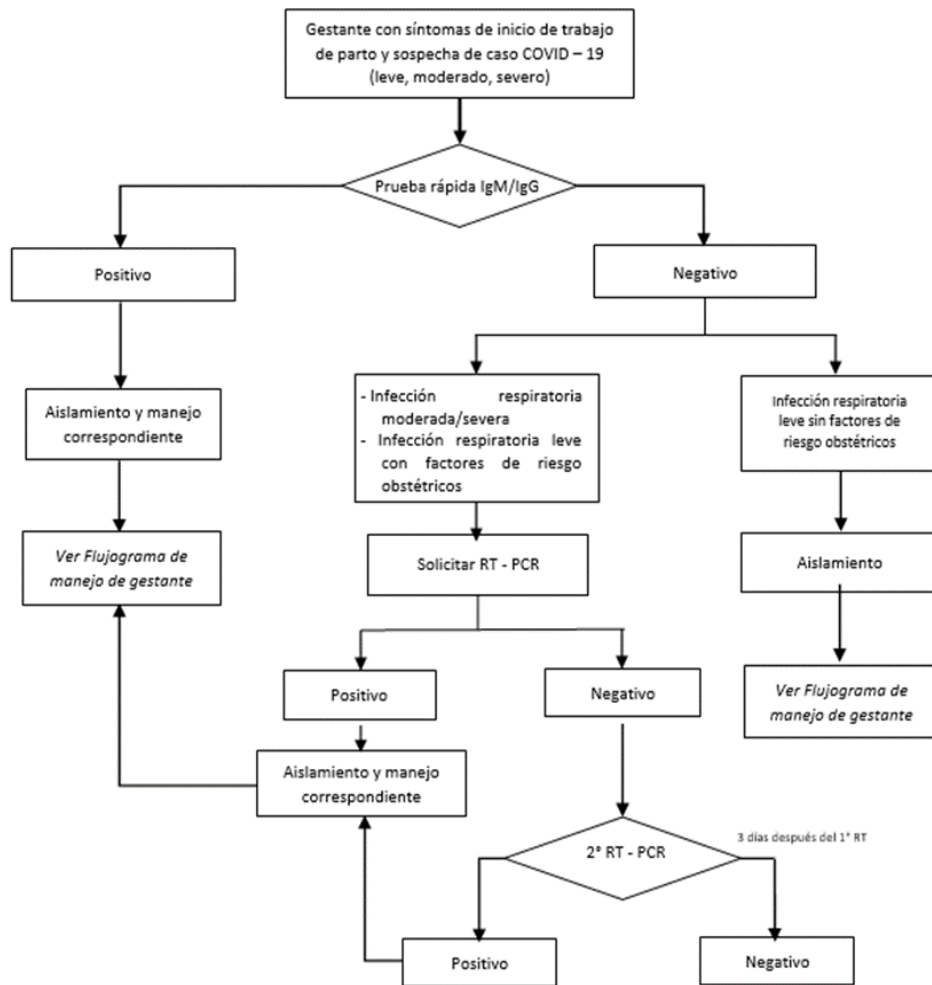 Gestante con síntomas de inicio de trabajo
de parto y sospecha de caso COVID – 19
(leve, moderado, severo)
Prueba rápida IgM/IgG
Positivo
Negativo
Aislamiento y manejo
correspondiente
- Infección respiratoria
moderada/severa
- Infección respiratoria leve
con factores de riesgo
obstétricos
Infección respiratoria
leve sin factores de
riesgo obstétricos
Ver Flujograma de
manejo de gestante
Solicitar RT - PCR
Aislamiento
Positivo
Negativo
Ver Flujograma de
manejo de gestante
Aislamiento y manejo
correspondiente
3 días después del 1° RT
2° RT - PCR
Positivo
Negativo